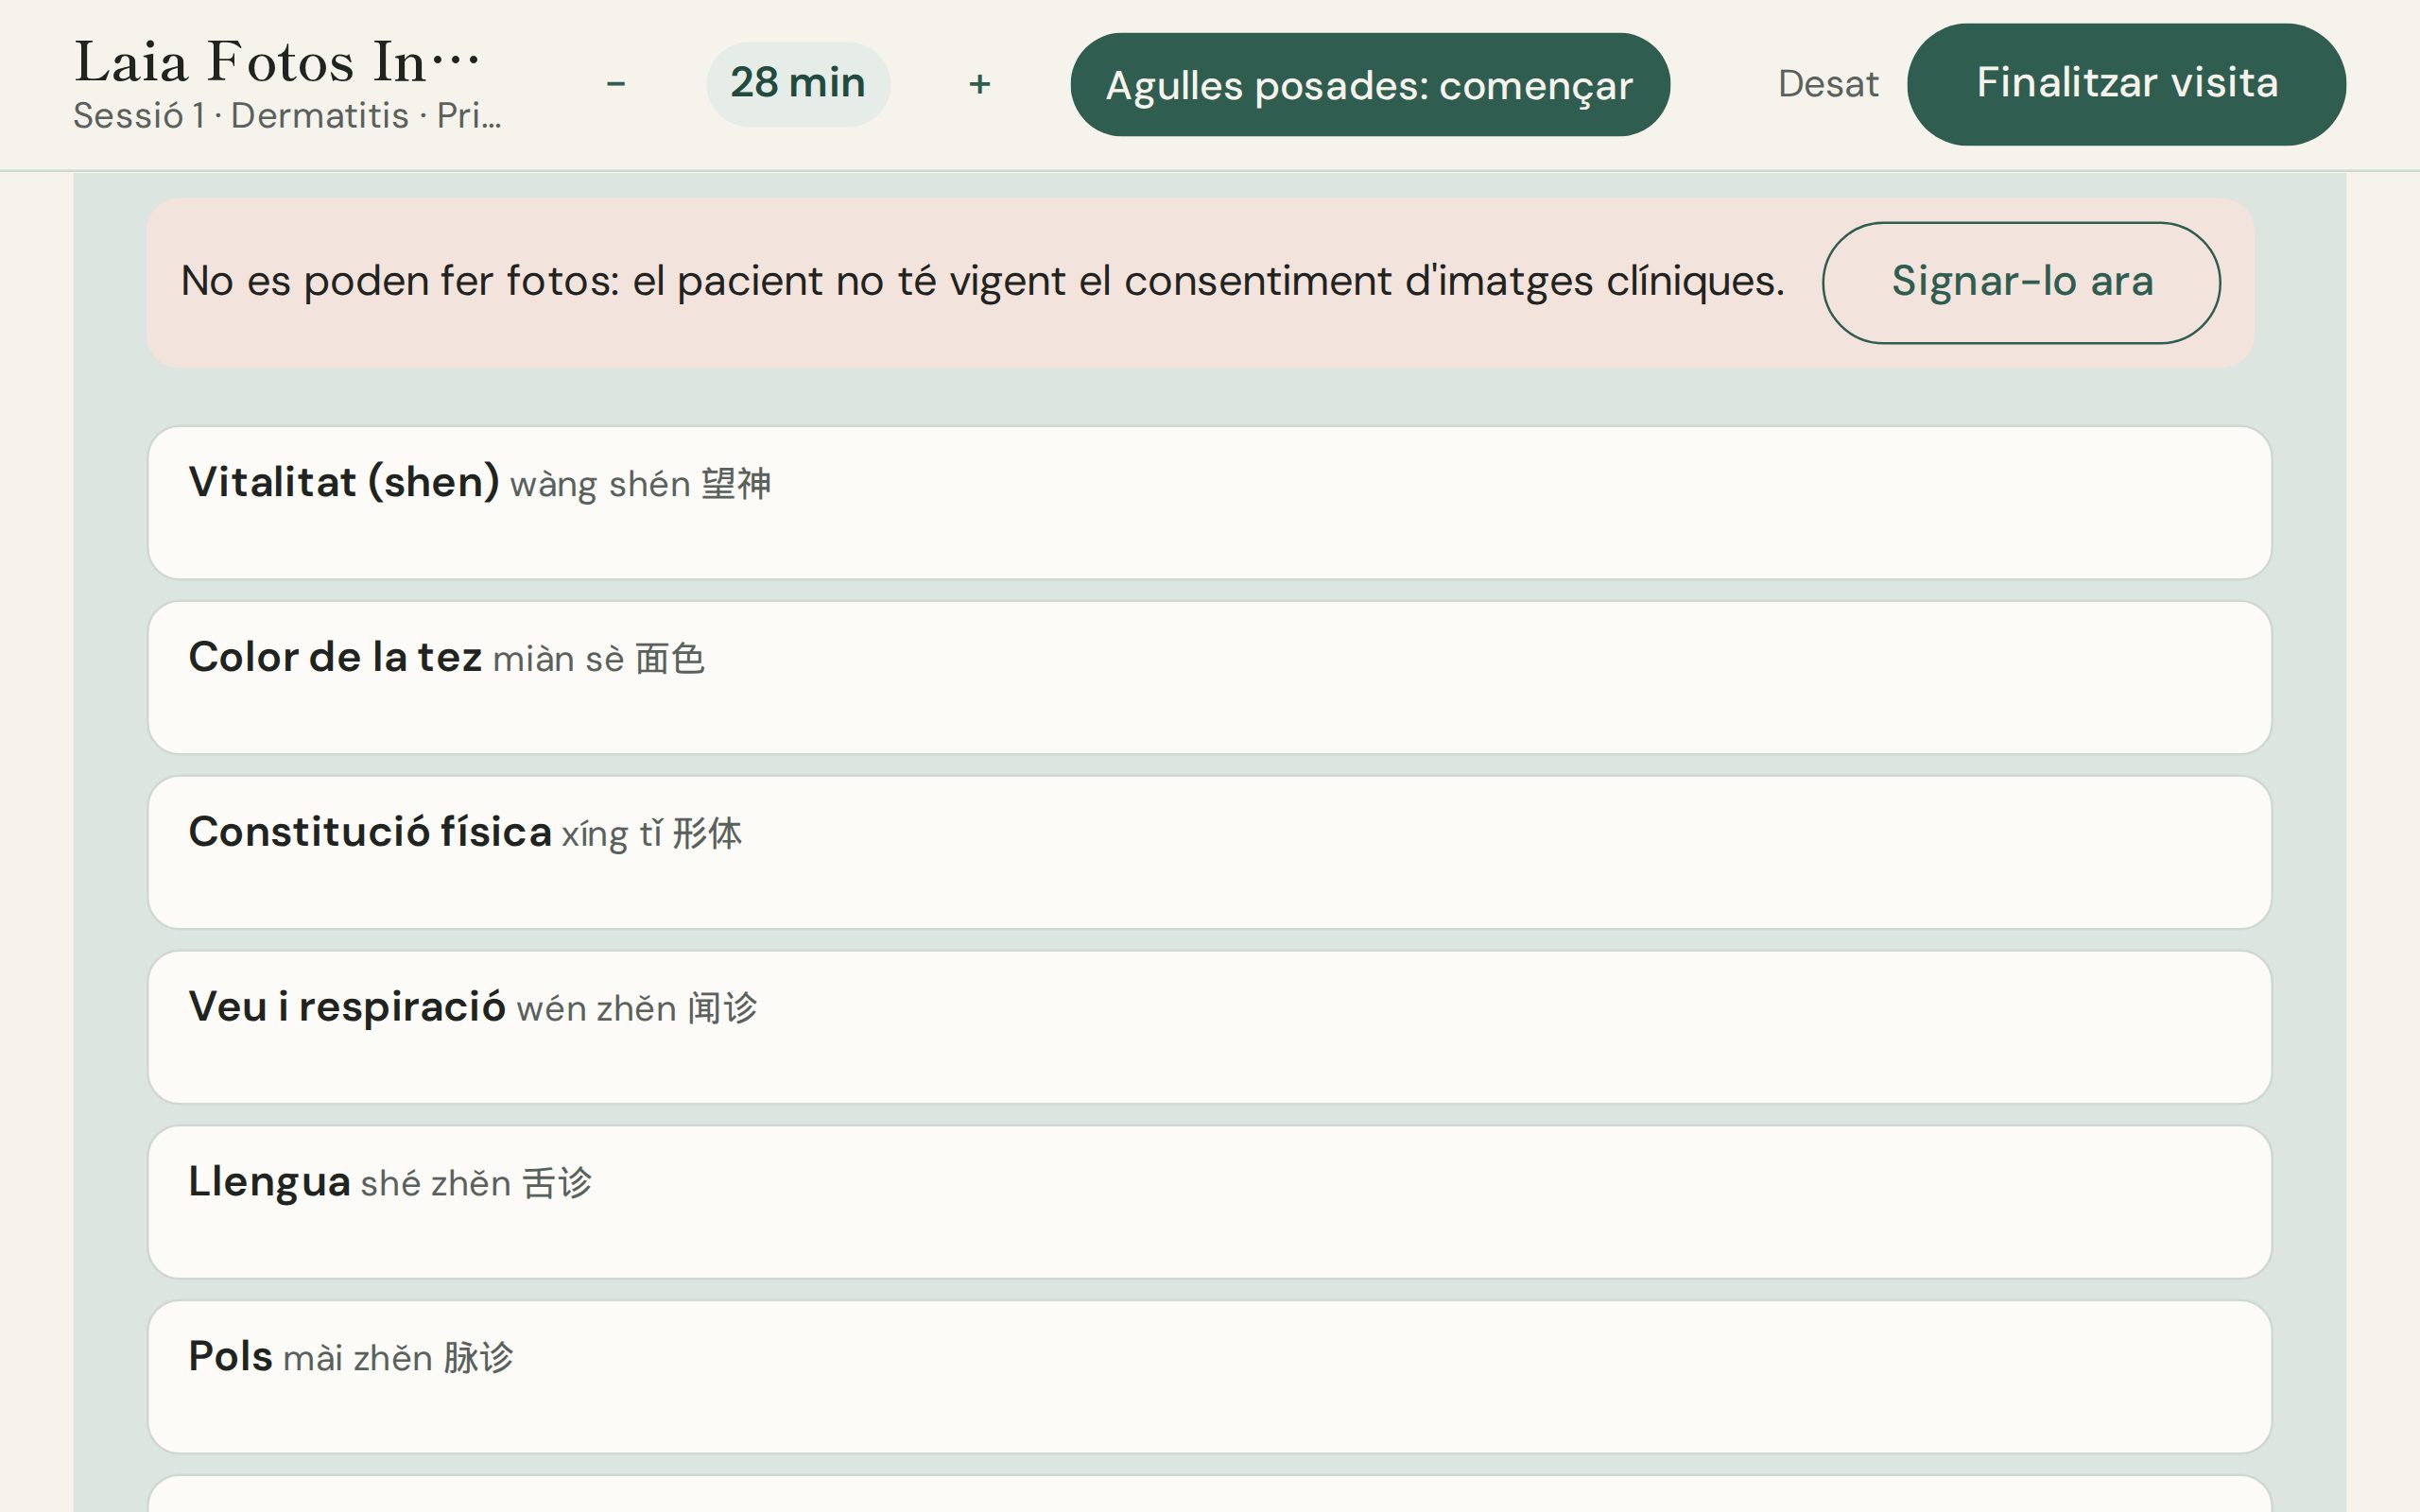 Laia Fotos In…
Sessió 1 · Dermatitis · Pri…
−
28 min
+
Agulles posades: començar
Desat
Finalitzar visita
No es poden fer fotos: el pacient no té vigent el consentiment d'imatges clíniques.
Signar-lo ara
Vitalitat (shen) wàng shén 望神
Color de la tez miàn sè 面色
Constitució física xíng tǐ 形体
Veu i respiració wén zhěn 闻诊
Llengua shé zhěn 舌诊
Pols mài zhěn 脉诊